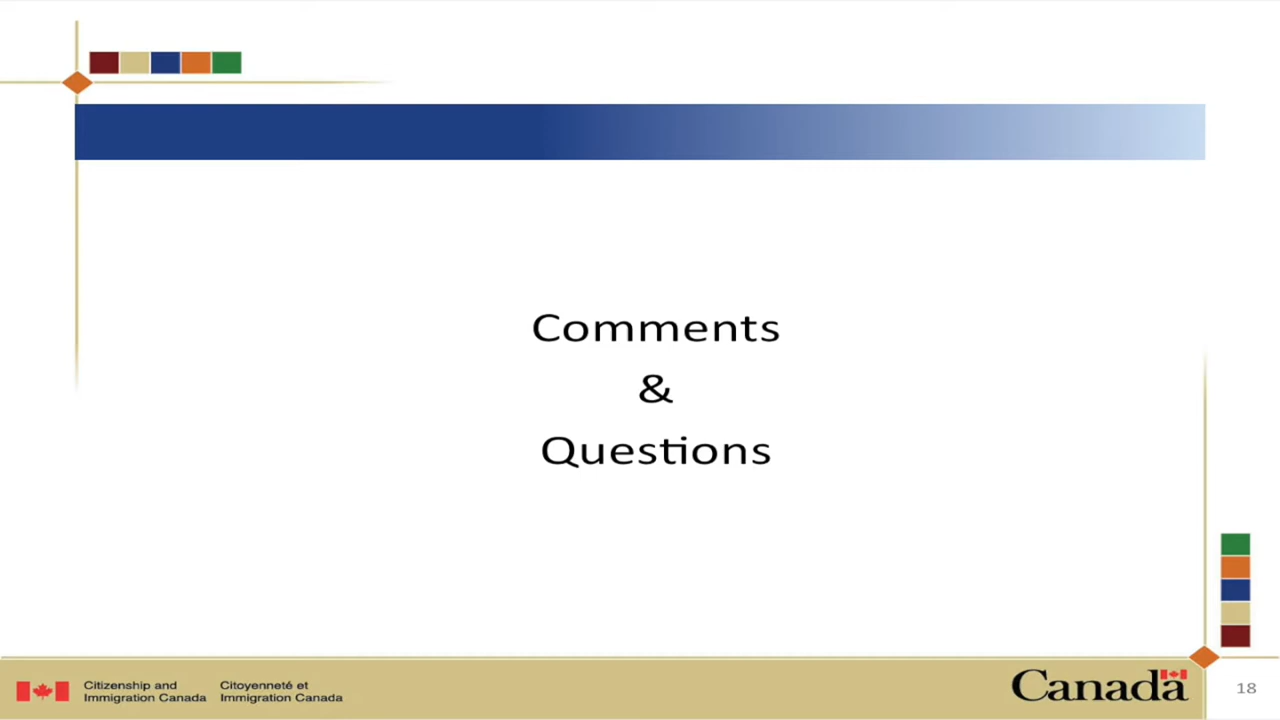 Comments
&
Questions
Citizenship and
Immigration Canada
Citoyenneté et
Immigration Canada
Canada
18